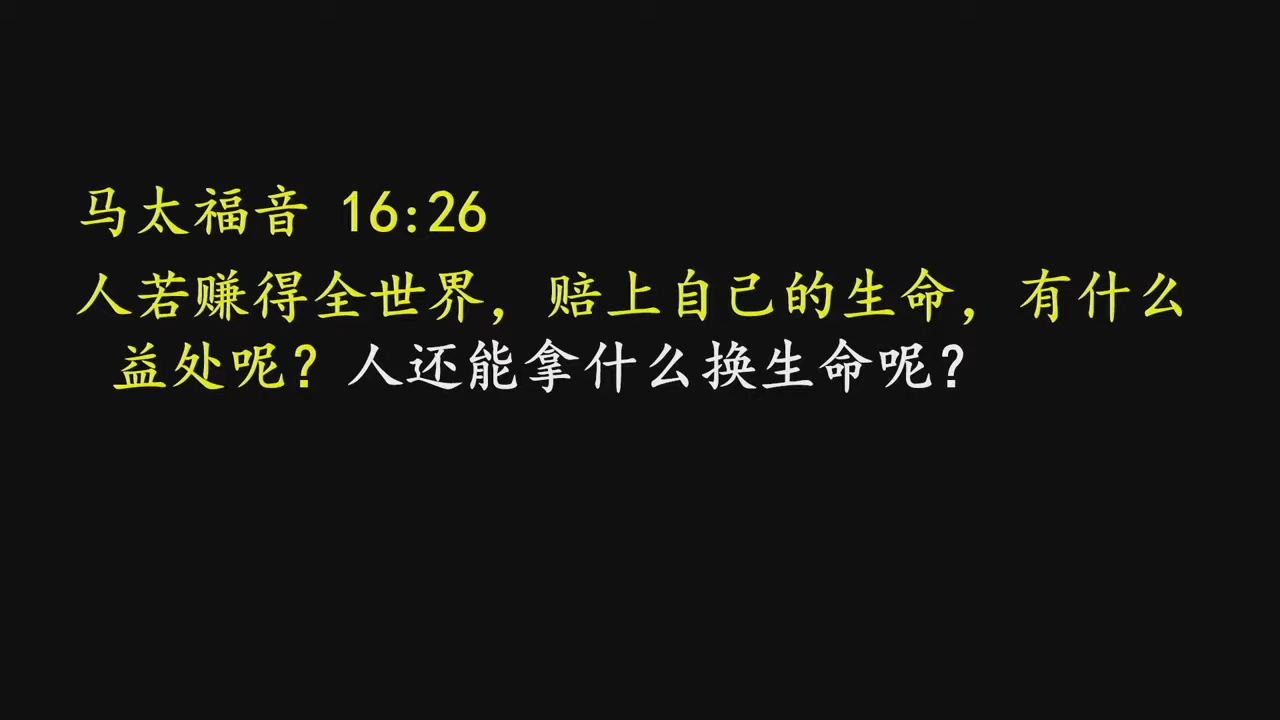 马太福音 16:26
人若赚得全世界，赔上自己的生命，有什么
益处呢？人还能拿什么换生命呢？